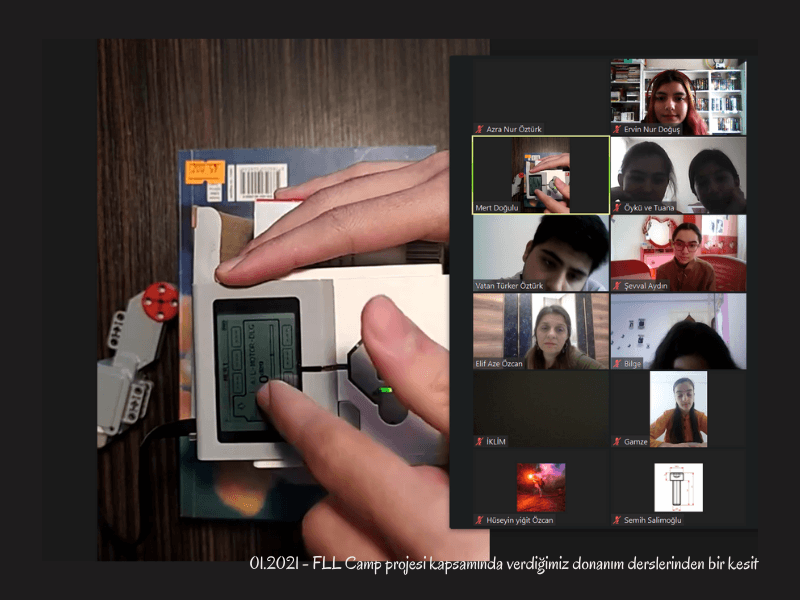 Azra Nur Öztürk
Ervin Nur Doğuş
Mert Doğulu
Öykü ve Tuana
Vatan Türker Öztürk
Şevval Aydın
Elif Aze Özcan
Bilge
İKLİM
Gamze
Hüseyin yiğit Özcan
Semih Salimoğlu
01.2021 - FLL Camp projesi kapsamında verdiğimiz donanım derslerinden bir kesit